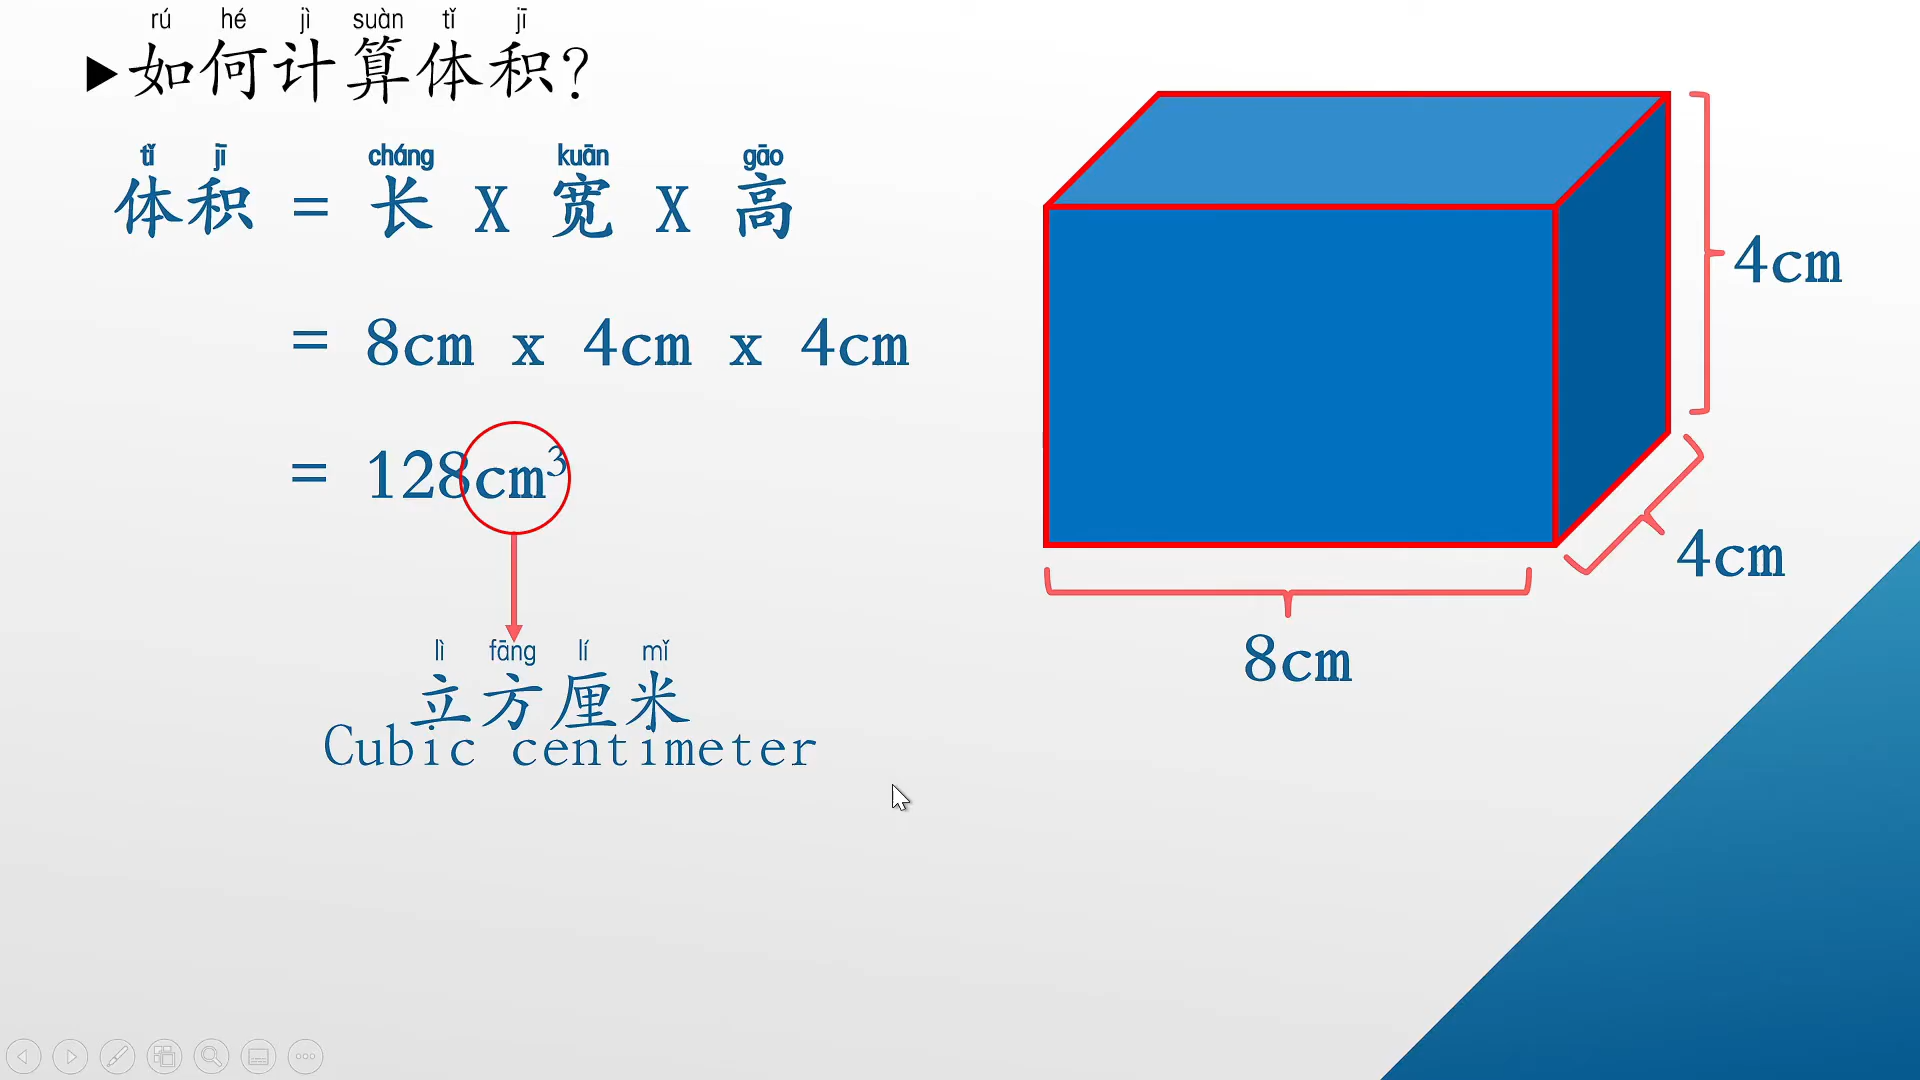 rú hé jì suàn tǐ jī
▶如何计算体积?
tǐ jī cháng kuān gāo
体积 = 长 X 宽 X 高
= 8cm x 4cm x 4cm
= 128cm³
lì fāng lí mǐ
立方厘米
Cubic centimeter
4cm
4cm
8cm